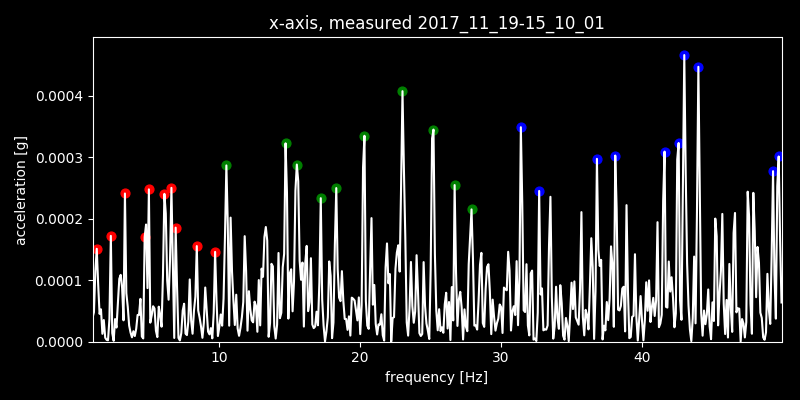 x-axis, measured 2017_11_19-15_10_01
acceleration [g]
0.0004
0.0003
0.0002
0.0001
0.0000
10 20 30 40
frequency [Hz]